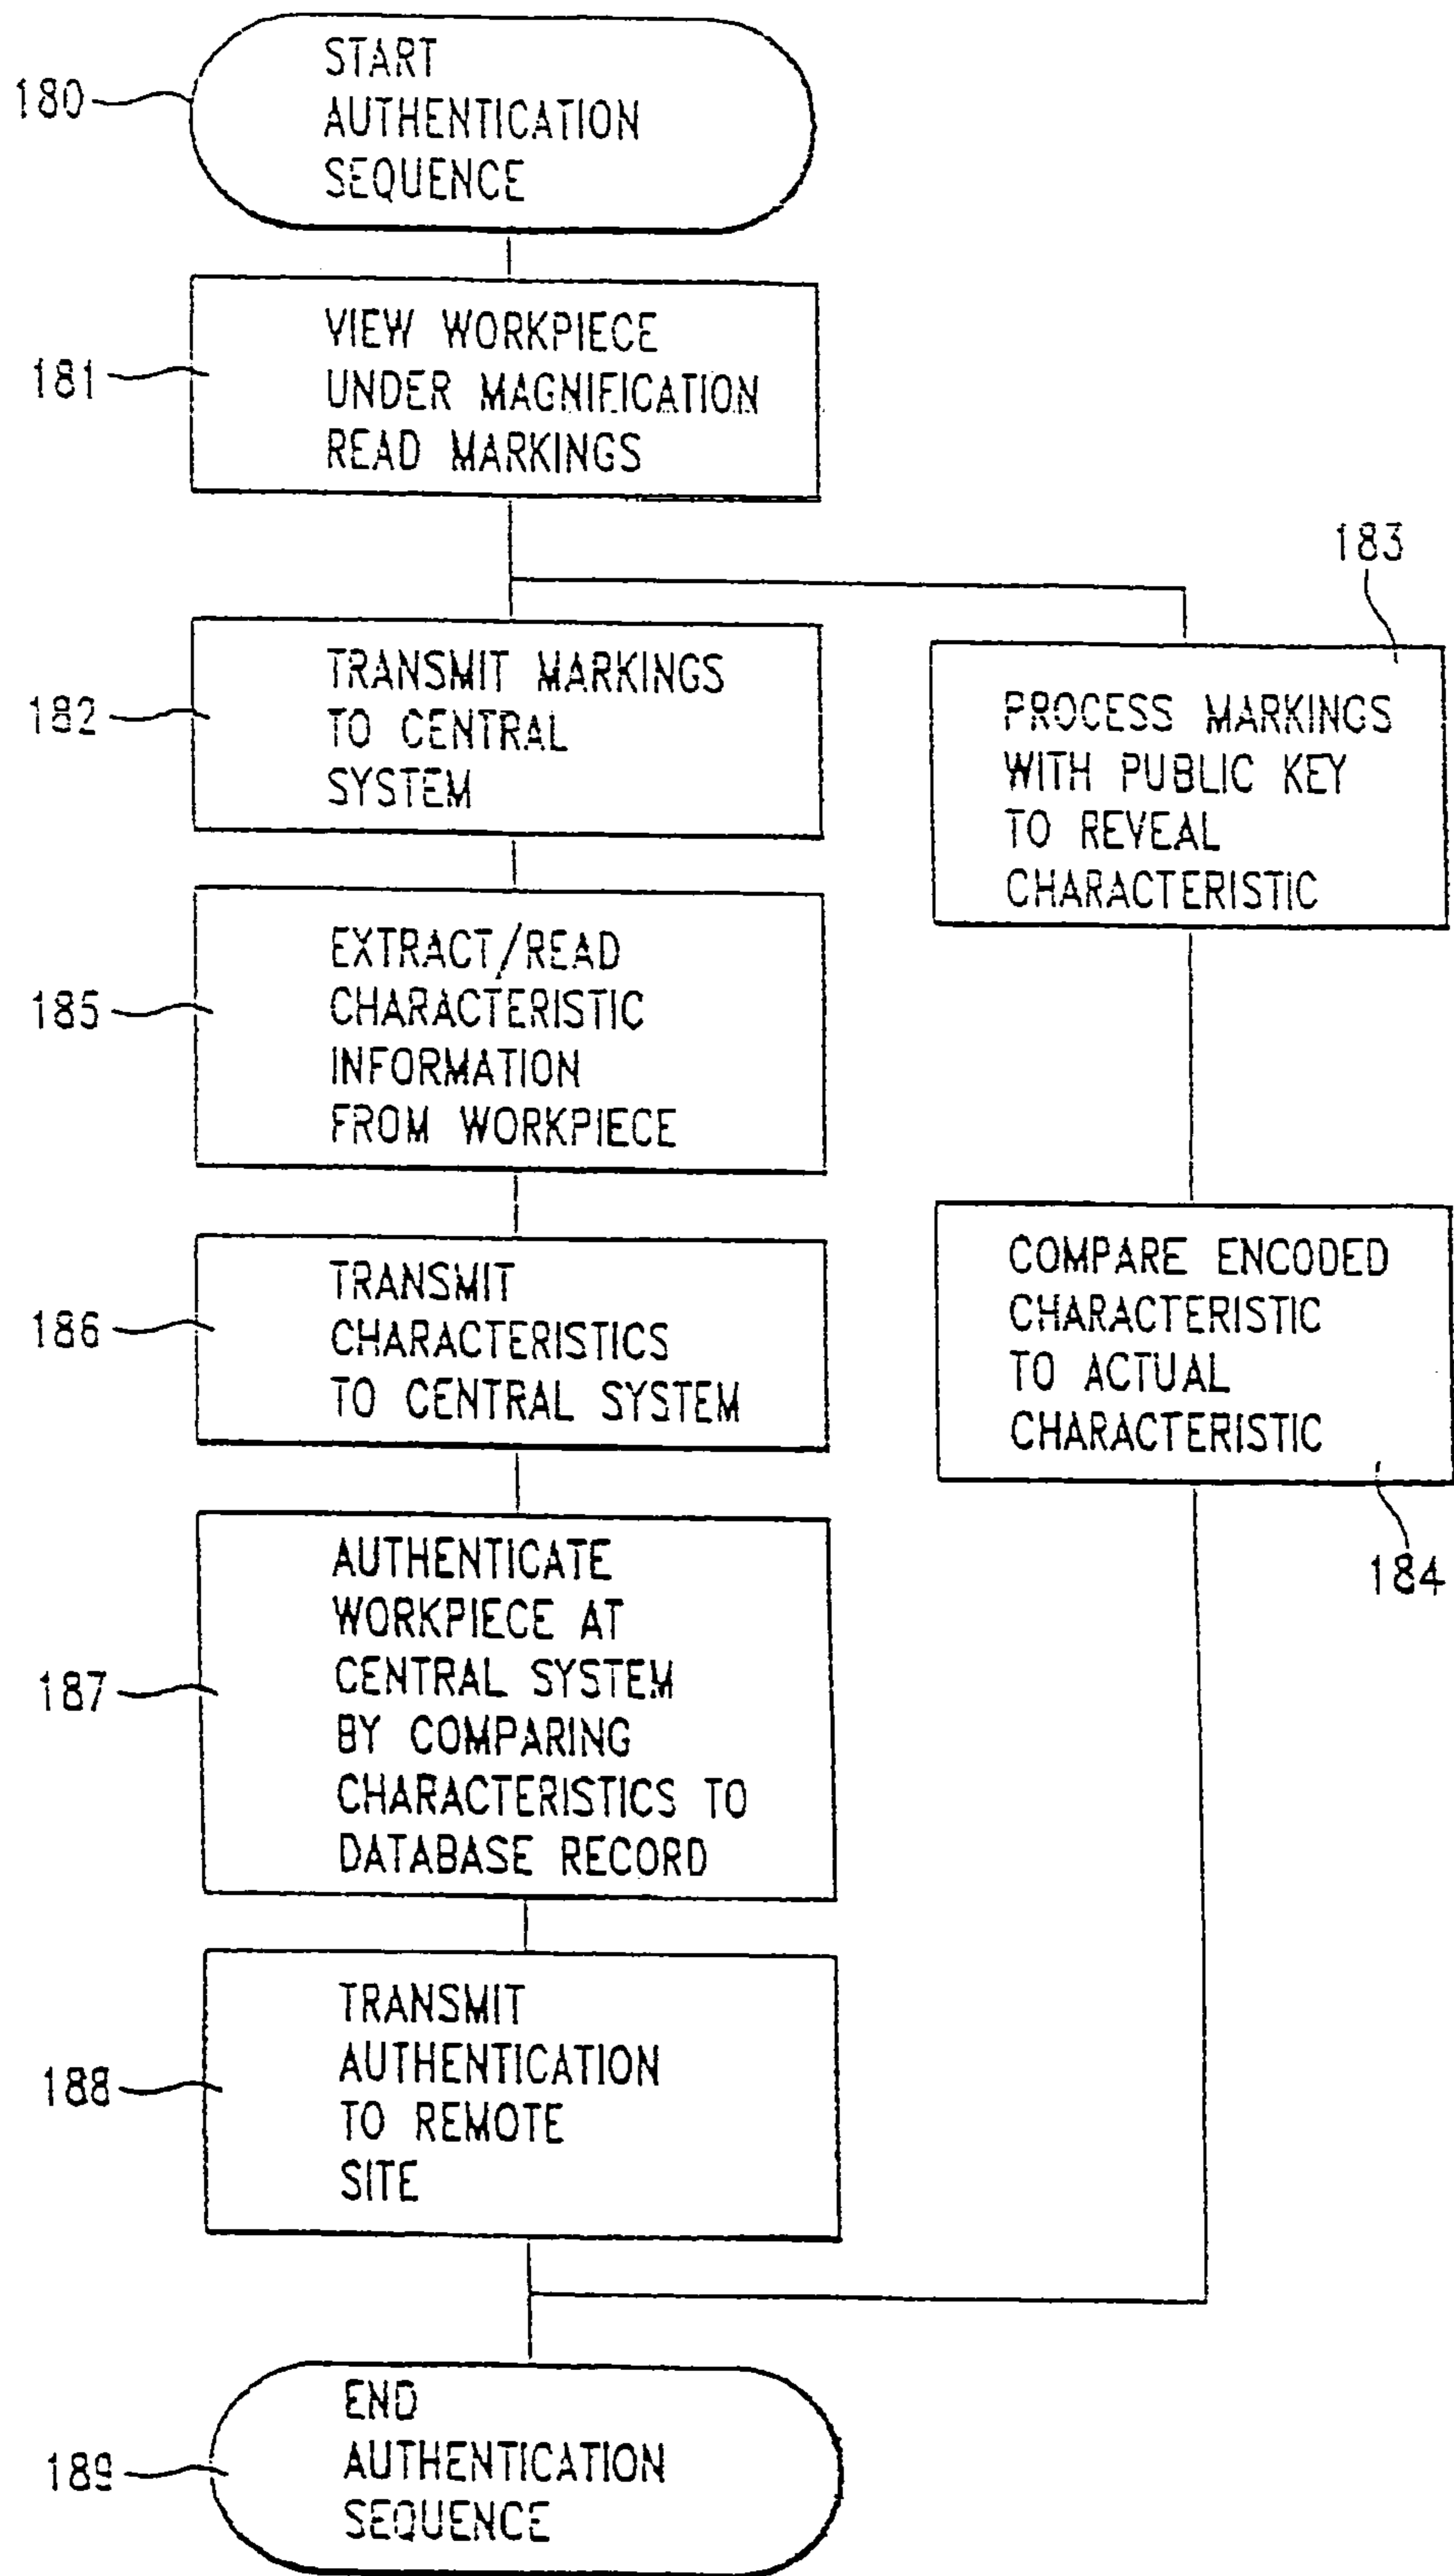 180
START
AUTHENTICATION
SEQUENCE
181
VIEW WORKPIECE
UNDER MAGNIFICATION
READ MARKINGS
182
TRANSMIT MARKINGS
TO CENTRAL
SYSTEM
183
PROCESS MARKINGS
WITH PUBLIC KEY
TO REVEAL
CHARACTERISTIC
185
EXTRACT/READ
CHARACTERISTIC
INFORMATION
FROM WORKPIECE
186
TRANSMIT
CHARACTERISTICS
TO CENTRAL SYSTEM
COMPARE ENCODED
CHARACTERISTIC
TO ACTUAL
CHARACTERISTIC
184
187
AUTHENTICATE
WORKPIECE AT
CENTRAL SYSTEM
BY COMPARING
CHARACTERISTICS TO
DATABASE RECORD
188
TRANSMIT
AUTHENTICATION
TO REMOTE
SITE
189
END
AUTHENTICATION
SEQUENCE